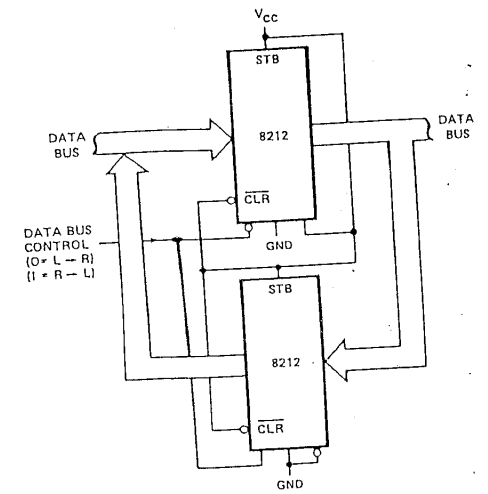 VCC
STB
DATA
BUS
8212
DATA
BUS
CLR
DATA BUS
CONTROL
(0 = L → R)
(1 = R → L)
GND
STB
8212
CLR
GND